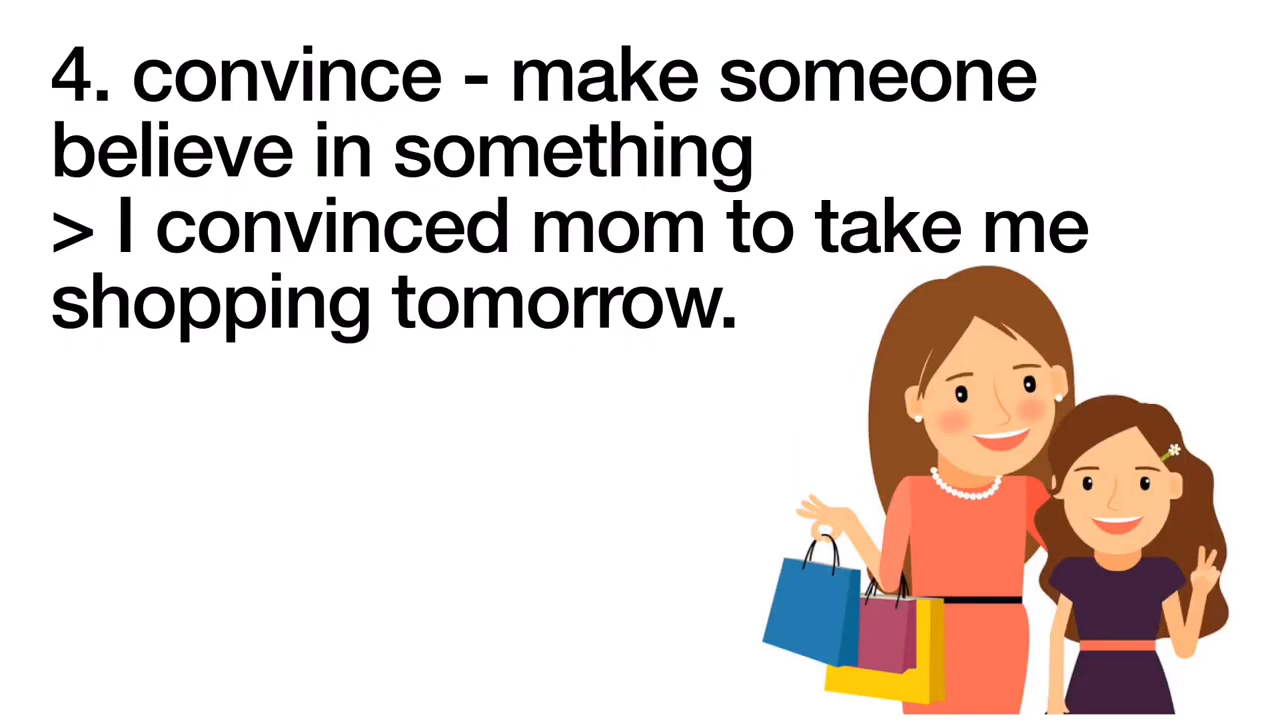 4. convince - make someone
believe in something
> I convinced mom to take me
shopping tomorrow.